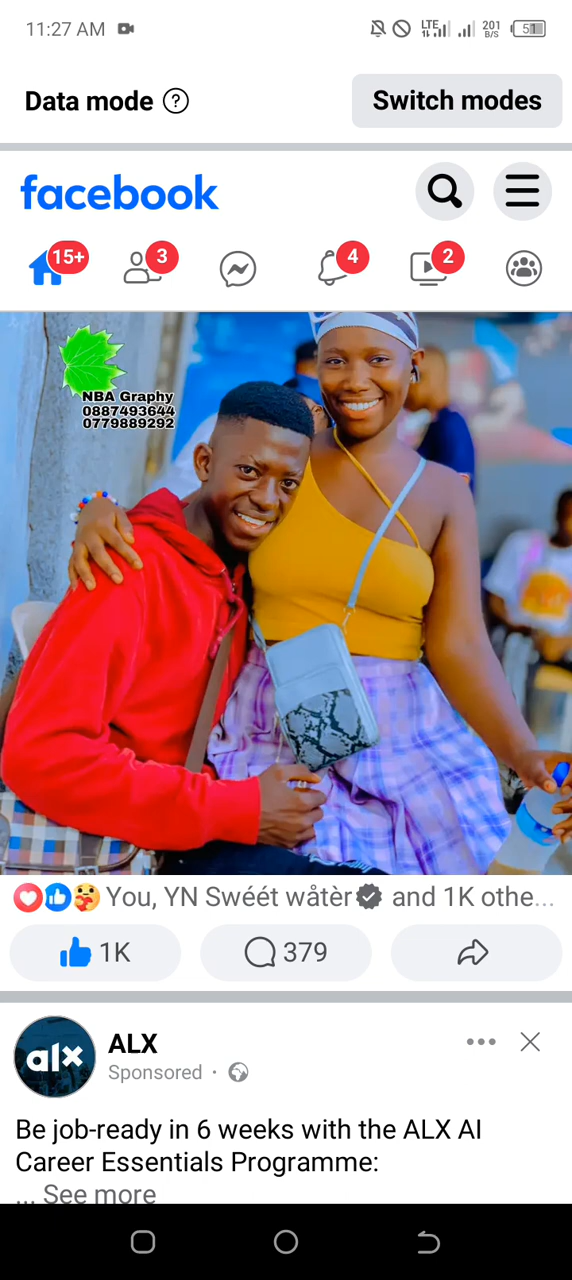 11:27 AM
LTE
201
B/S
51
Data mode ?
Switch modes
facebook
15+
3
4
2
NBA Graphy
0887493644
0779889292
You, YN Swéét wåtèr and 1K othe...
1K
379
alx
ALX
Sponsored ·
Be job-ready in 6 weeks with the ALX AI
Career Essentials Programme:
... See more